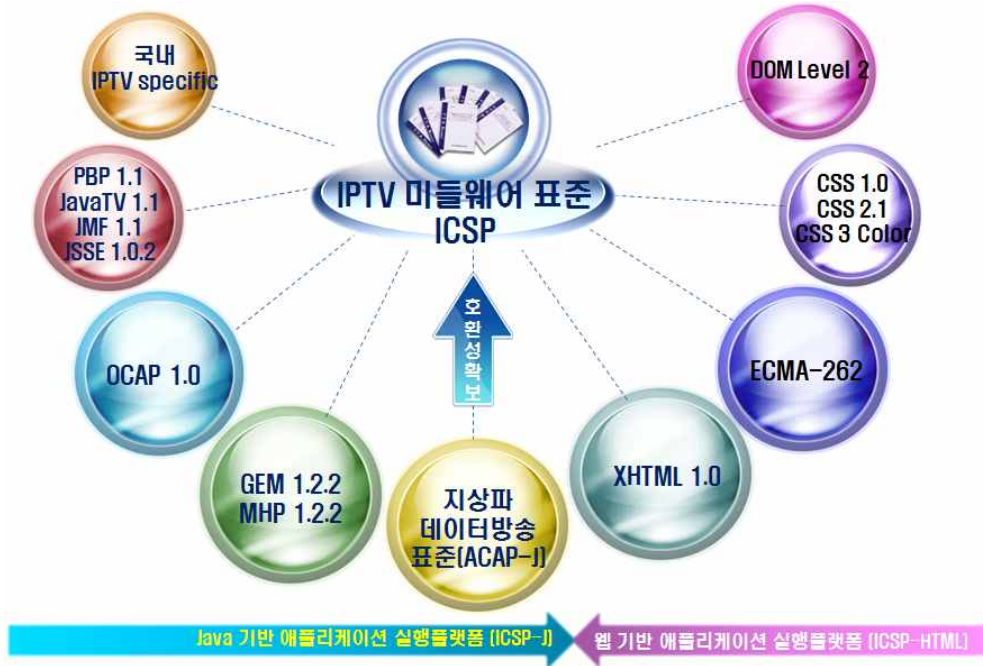 국내
IPTV specific
DOM Level 2
IPTV 미들웨어 표준
ICSP
PBP 1.1
JavaTV 1.1
JMF 1.1
JSSE 1.0.2
CSS 1.0
CSS 2.1
CSS 3 Color
호환성확보
OCAP 1.0
ECMA-262
GEM 1.2.2
MHP 1.2.2
지상파
데이터방송
표준(ACAP-J)
XHTML 1.0
Java 기반 애플리케이션 실행플랫폼 (ICSP-J)
웹 기반 애플리케이션 실행플랫폼 (ICSP-HTML)